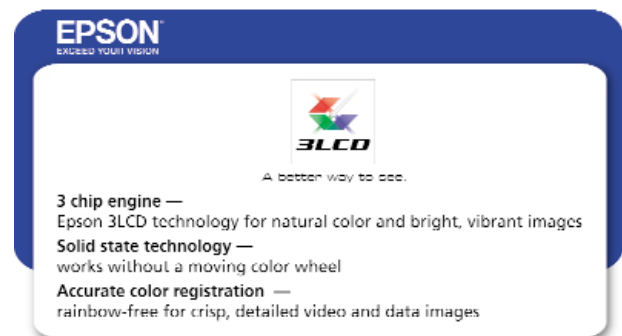 EPSON
EXCEED YOUR VISION
3LCD
A better way to see.
3 chip engine —
Epson 3LCD technology for natural color and bright, vibrant images
Solid state technology —
works without a moving color wheel
Accurate color registration —
rainbow-free for crisp, detailed video and data images